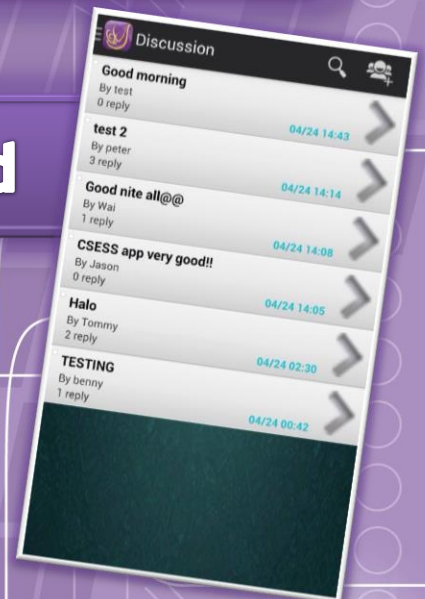 Discussion
Good morning
By test
0 reply
04/24 14:43
test 2
By peter
3 reply
04/24 14:14
Good nite all@@
By Wai
1 reply
04/24 14:08
CSESS app very good!!
By Jason
0 reply
04/24 14:05
Halo
By Tommy
2 reply
04/24 02:30
TESTING
By benny
1 reply
04/24 00:42
d